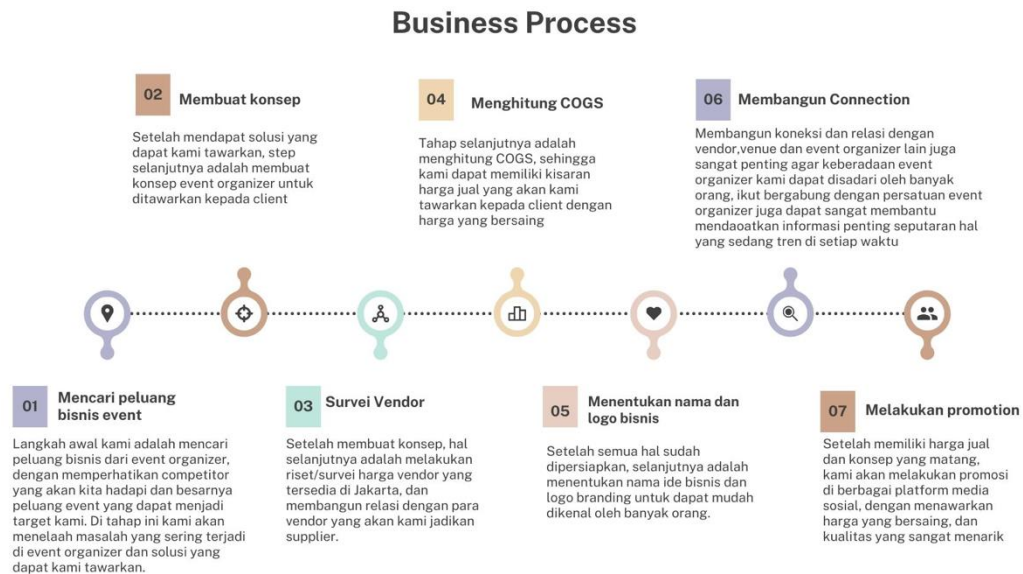 Business Process
01
Mencari peluang
bisnis event
Langkah awal kami adalah mencari
peluang bisnis dari event organizer,
dengan memperhatikan competitor
yang akan kita hadapi dan besarnya
peluang event yang dapat menjadi
target kami. Di tahap ini kami akan
menelaah masalah yang sering terjadi
di event organizer dan solusi yang
dapat kami tawarkan.
02
Membuat konsep
Setelah mendapat solusi yang
dapat kami tawarkan, step
selanjutnya adalah membuat
konsep event organizer untuk
ditawarkan kepada client
03
Survei Vendor
Setelah membuat konsep, hal
selanjutnya adalah melakukan
riset/survei harga vendor yang
tersedia di Jakarta, dan
membangun relasi dengan para
vendor yang akan kami jadikan
supplier.
04
Menghitung COGS
Tahap selanjutnya adalah
menghitung COGS, sehingga
kami dapat memiliki kisaran
harga jual yang akan kami
tawarkan kepada client dengan
harga yang bersaing
05
Menentukan nama dan
logo bisnis
Setelah semua hal sudah
dipersiapkan, selanjutnya adalah
menentukan nama ide bisnis dan
logo branding untuk dapat mudah
dikenal oleh banyak orang.
06
Membangun Connection
Membangun koneksi dan relasi dengan
vendor,venue dan event organizer lain juga
sangat penting agar keberadaan event
organizer kami dapat disadari oleh banyak
orang, ikut bergabung dengan persatuan event
organizer juga dapat sangat membantu
mendaoatkan informasi penting seputaran hal
yang sedang tren di setiap waktu
07
Melakukan promotion
Setelah memiliki harga jual
dan konsep yang matang,
kami akan melakukan promosi
di berbagai platform media
sosial, dengan menawarkan
harga yang bersaing, dan
kualitas yang sangat menarik